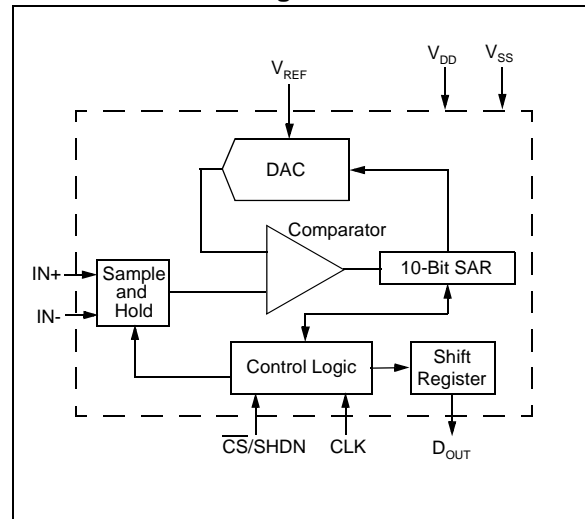 V_REF
V_DD
V_SS
DAC
Comparator
10-Bit SAR
IN+
IN-
Sample
and
Hold
Control Logic
Shift
Register
C̅S̅/SHDN
CLK
D_OUT